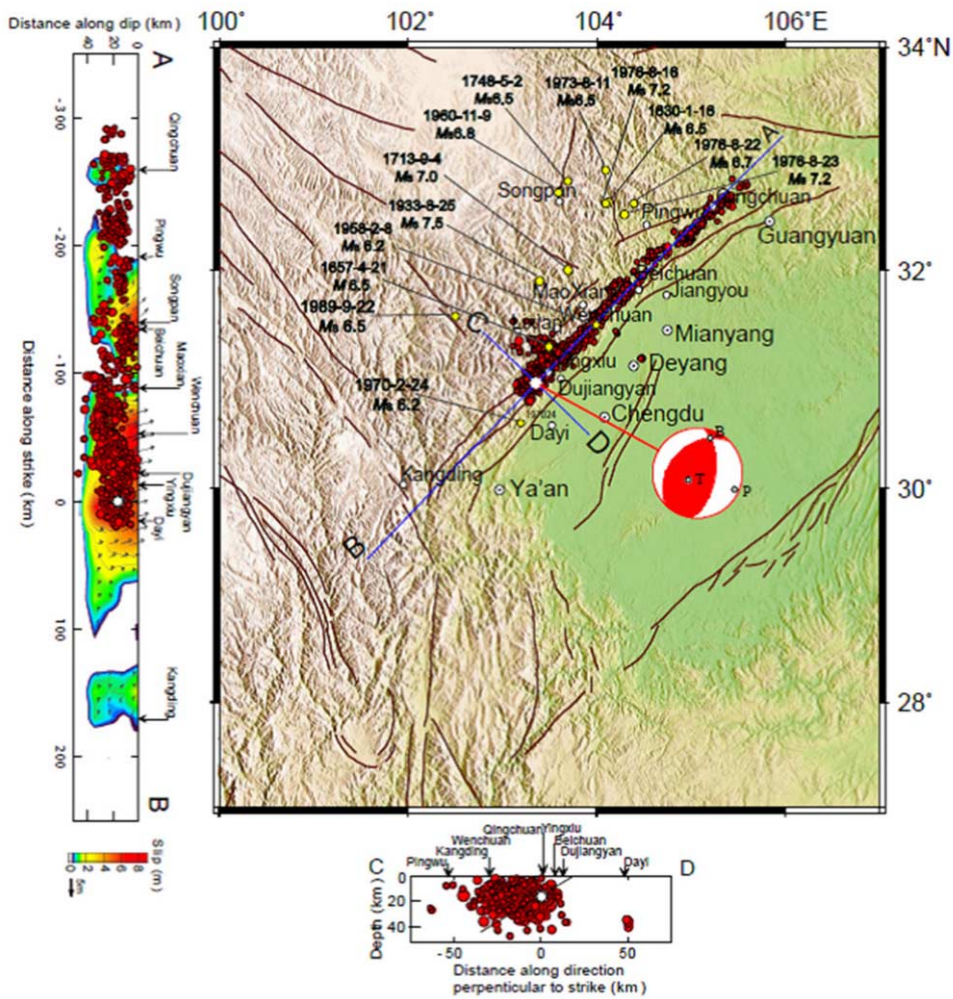 100˚ 102˚ 104˚ 106˚E
34˚N
32˚
30˚
28˚
1748-5-2
Ms6.5
1973-8-11
Ms6.5
1976-8-16
Ms 7.2
1960-11-9
Ms6.8
1630-1-16
Ms 6.5
1713-9-4
Ms 7.0
1976-8-22
Ms 6.7
1976-8-23
Ms 7.2
1933-8-25
Ms 7.5
1958-2-8
Ms 6.2
1657-4-21
M 6.5
1989-9-22
Ms 6.5
1970-2-24
Ms 6.2
A
Songpan
Pingwu
Guangyuan
Jiangyou
MaoXian
Wenchuan
Mianyang
C
Deyang
Dujiangyan
Chengdu
Dayi
D
Kangding
Ya'an
B
B
T
P
Distance along dip (km)
40 20 0
A
Distance along strike (km)
-300
-200
-100
0
100
200
Qingchuan
Pingwu
Songpan
Beichuan
Maoxian
Wenchuan
Dujiangyan
Yingxiu
Dayi
Kangding
B
Slip (m)
0 2 4 6 8
5m
Qingchuan Yingxiu
Wenchuan Beichuan
Kangding Dujiangyan
Pingwu Dayi
C D
Depth (km)
0
20
40
-50 0 50
Distance along direction
perpenticular to strike (km)